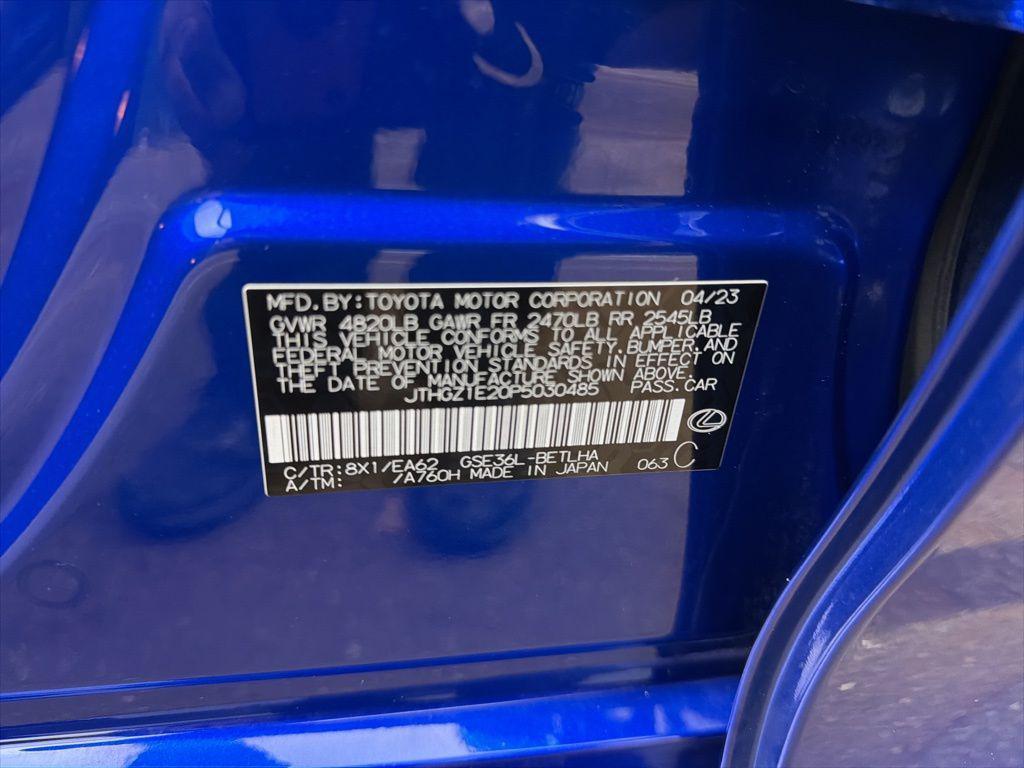 MFD.BY:TOYOTA MOTOR CORPORATION 04/23
GVWR 4820LB GAWR FR 2470LB RR 2545LB
THIS VEHICLE CONFORMS TO ALL APPLICABLE
FEDERAL MOTOR VEHICLE SAFETY,BUMPER,AND
THEFT PREVENTION STANDARDS IN EFFECT ON
THE DATE OF MANUFACTURE SHOWN ABOVE.
JTHGZ1E20P5030485 PASS.CAR
C/TR:8X1/EA62 GSE36L-BETLHA
A/TM: /A760H MADE IN JAPAN 063 C